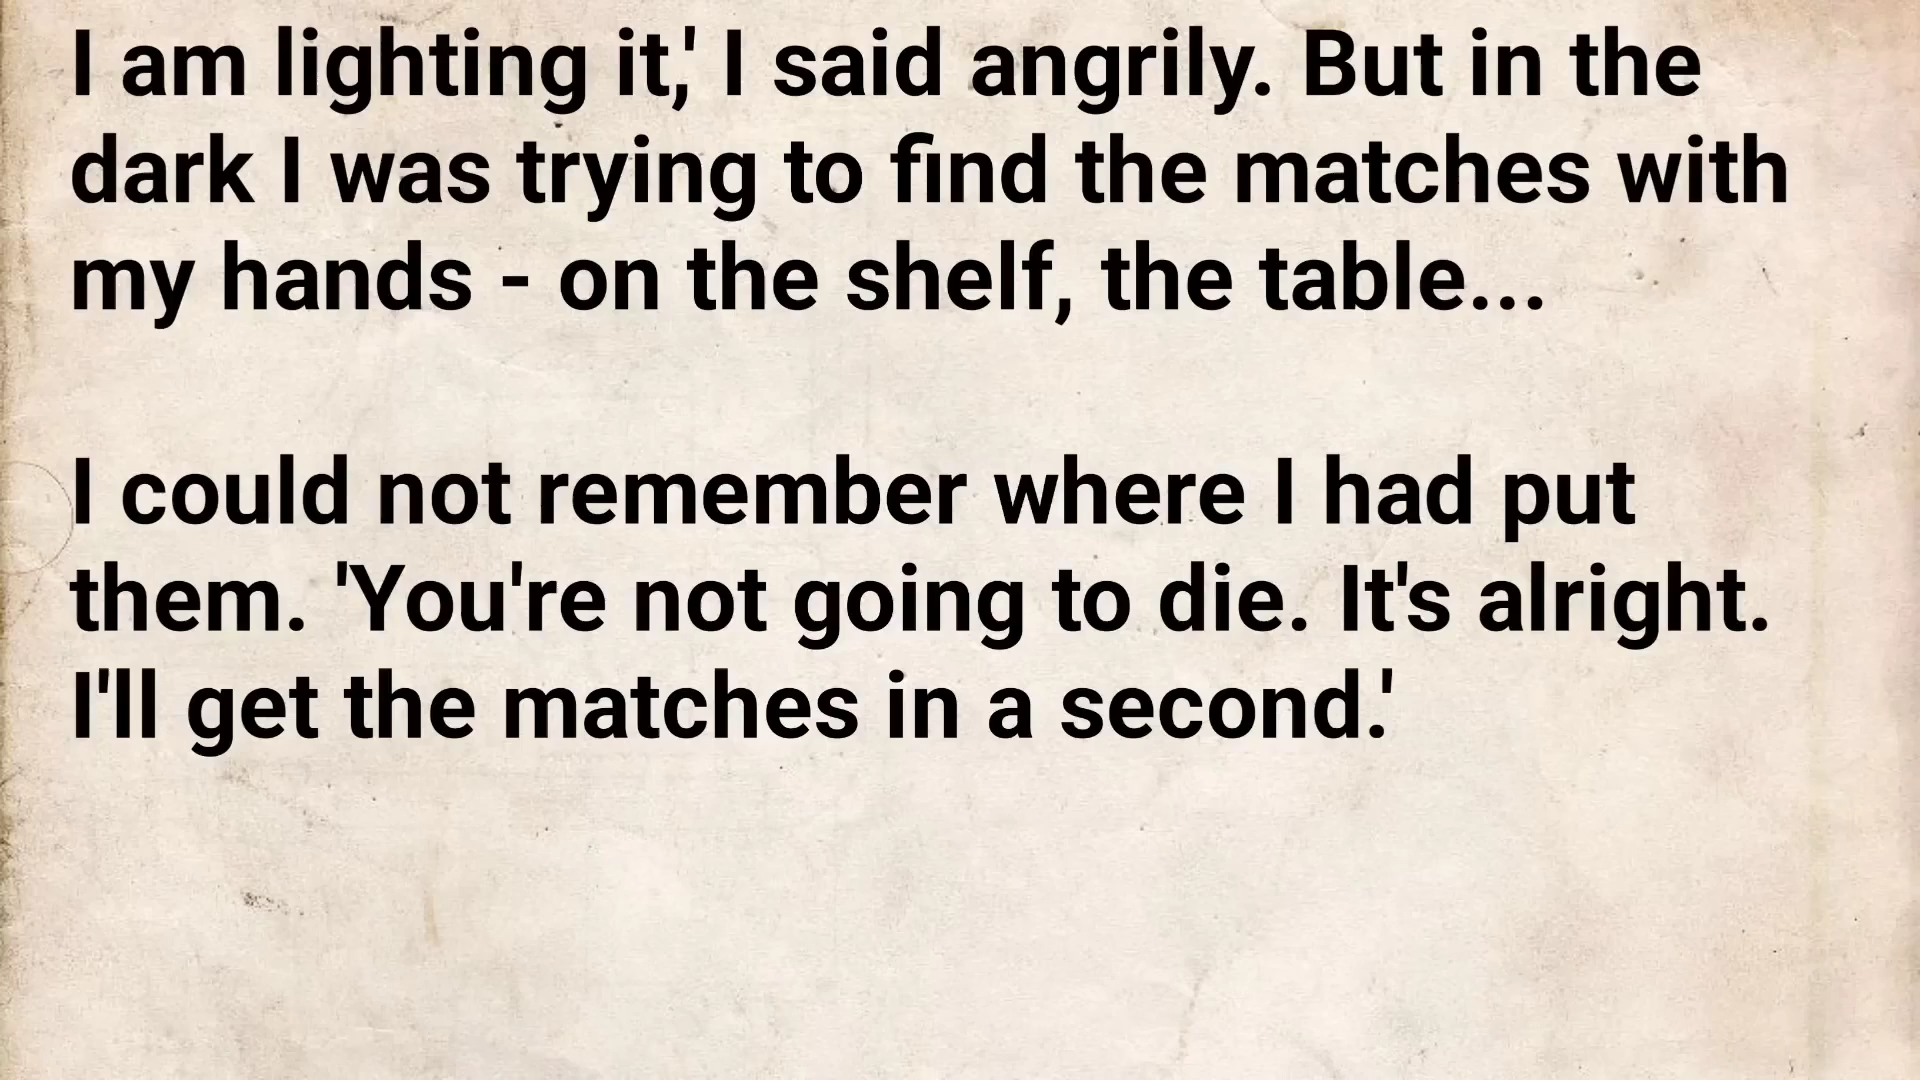 I am lighting it,' I said angrily. But in the
dark I was trying to find the matches with
my hands - on the shelf, the table...
I could not remember where I had put
them. 'You're not going to die. It's alright.
I'll get the matches in a second.'